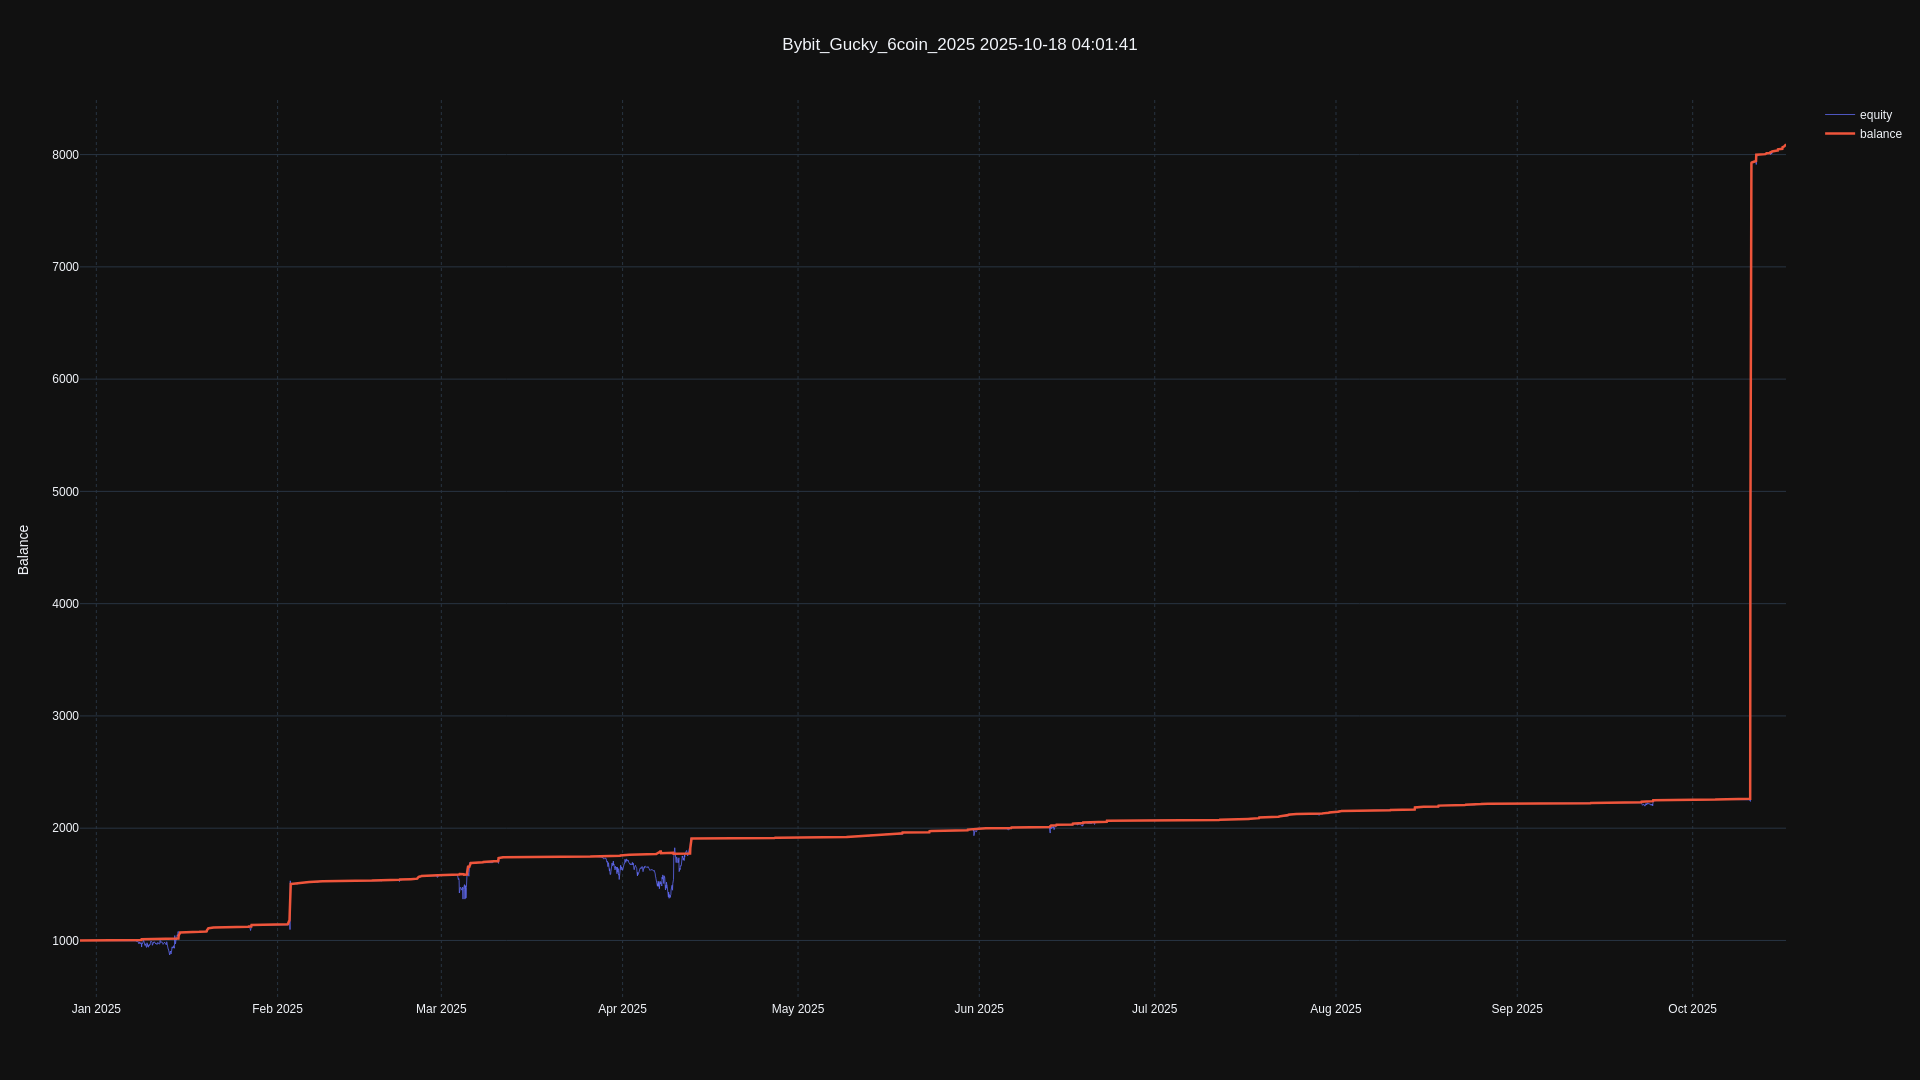 Bybit_Gucky_6coin_2025 2025-10-18 04:01:41
equity
balance
8000
7000
6000
5000
4000
3000
2000
1000
Balance
Jan 2025
Feb 2025
Mar 2025
Apr 2025
May 2025
Jun 2025
Jul 2025
Aug 2025
Sep 2025
Oct 2025